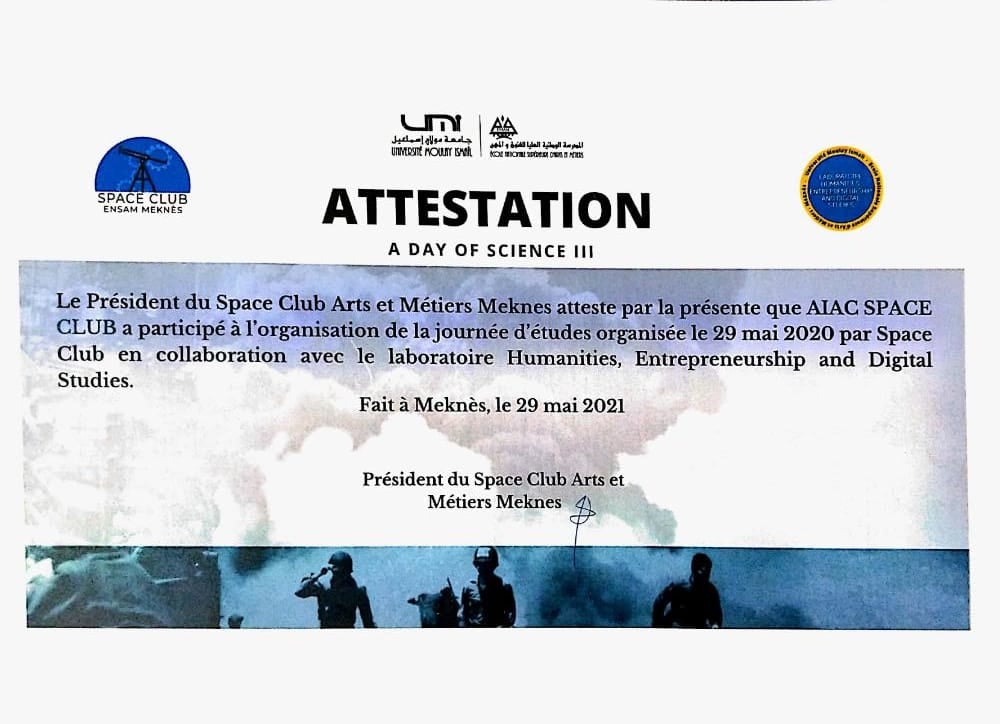 UMI
جامعة مولاي إسماعيل
UNIVERSITÉ MOULAY ISMAÏL
المدرسة الوطنية العليا للفنون و المهن
ÉCOLE NATIONALE SUPÉRIEURE D'ARTS ET MÉTIERS
SPACE CLUB
ENSAM MEKNÈS
LABORATOIRE
HUMANITIES
ENTREPRENEURSHIP
AND DIGITAL
STUDIES
ATTESTATION
A DAY OF SCIENCE III
Le Président du Space Club Arts et Métiers Meknes atteste par la présente que AIAC SPACE
CLUB a participé à l'organisation de la journée d'études organisée le 29 mai 2020 par Space
Club en collaboration avec le laboratoire Humanities, Entrepreneurship and Digital
Studies.
Fait à Meknès, le 29 mai 2021
Président du Space Club Arts et
Métiers Meknes